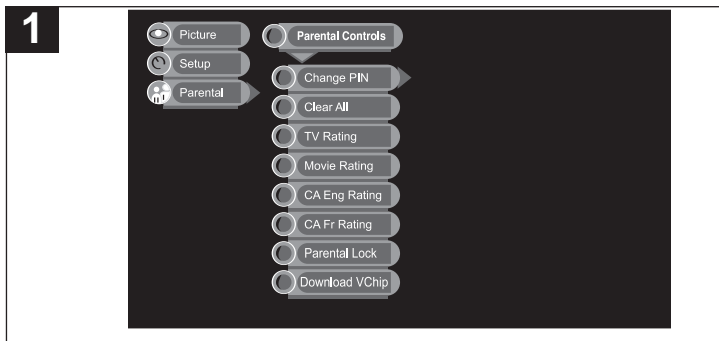 1
Picture
Setup
Parental
Parental Controls
Change PIN
Clear All
TV Rating
Movie Rating
CA Eng Rating
CA Fr Rating
Parental Lock
Download VChip